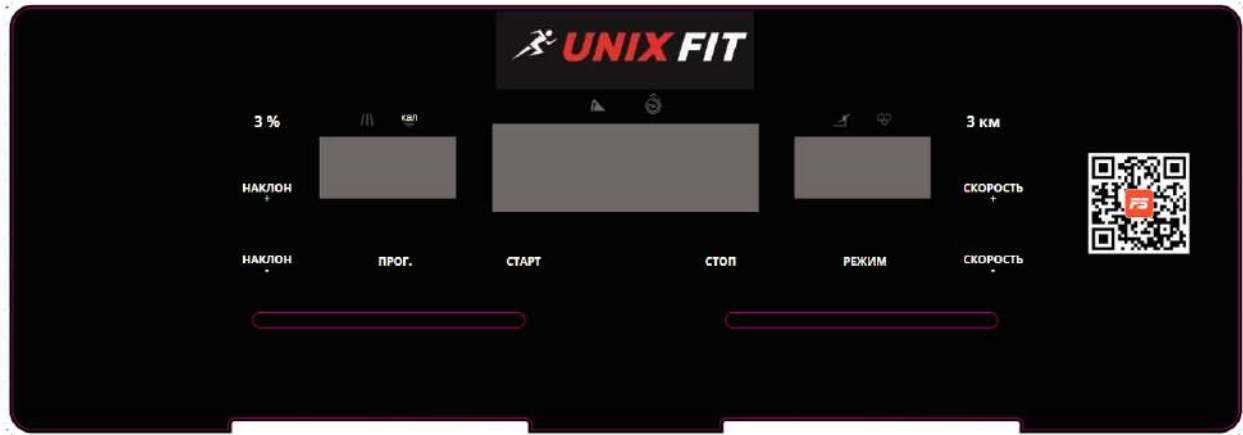 UNIX FIT
3 %
кал
3 км
НАКЛОН
+
СКОРОСТЬ
+
FS
НАКЛОН
-
ПРОГ.
СТАРТ
СТОП
РЕЖИМ
СКОРОСТЬ
-